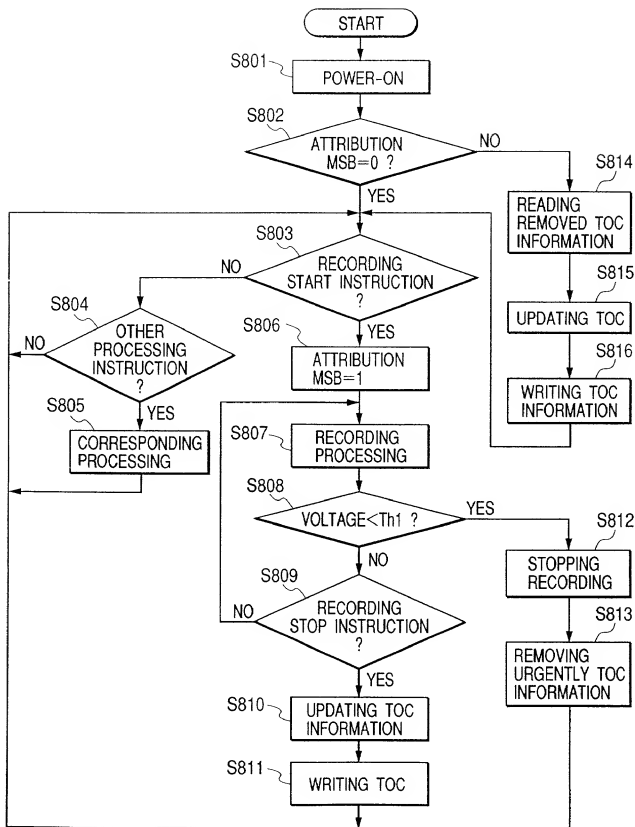 START
S801
POWER-ON
S802
ATTRIBUTION
MSB=0 ?
NO
YES
S814
READING
REMOVED TOC
INFORMATION
S803
RECORDING
START INSTRUCTION
?
NO
YES
S815
UPDATING TOC
S804
OTHER
PROCESSING
INSTRUCTION
?
NO
YES
S806
ATTRIBUTION
MSB=1
S816
WRITING TOC
INFORMATION
S805
CORRESPONDING
PROCESSING
S807
RECORDING
PROCESSING
S808
VOLTAGE<Th1 ?
YES
NO
S812
STOPPING
RECORDING
S809
RECORDING
STOP INSTRUCTION
?
NO
YES
S813
REMOVING
URGENTLY TOC
INFORMATION
S810
UPDATING TOC
INFORMATION
S811
WRITING TOC